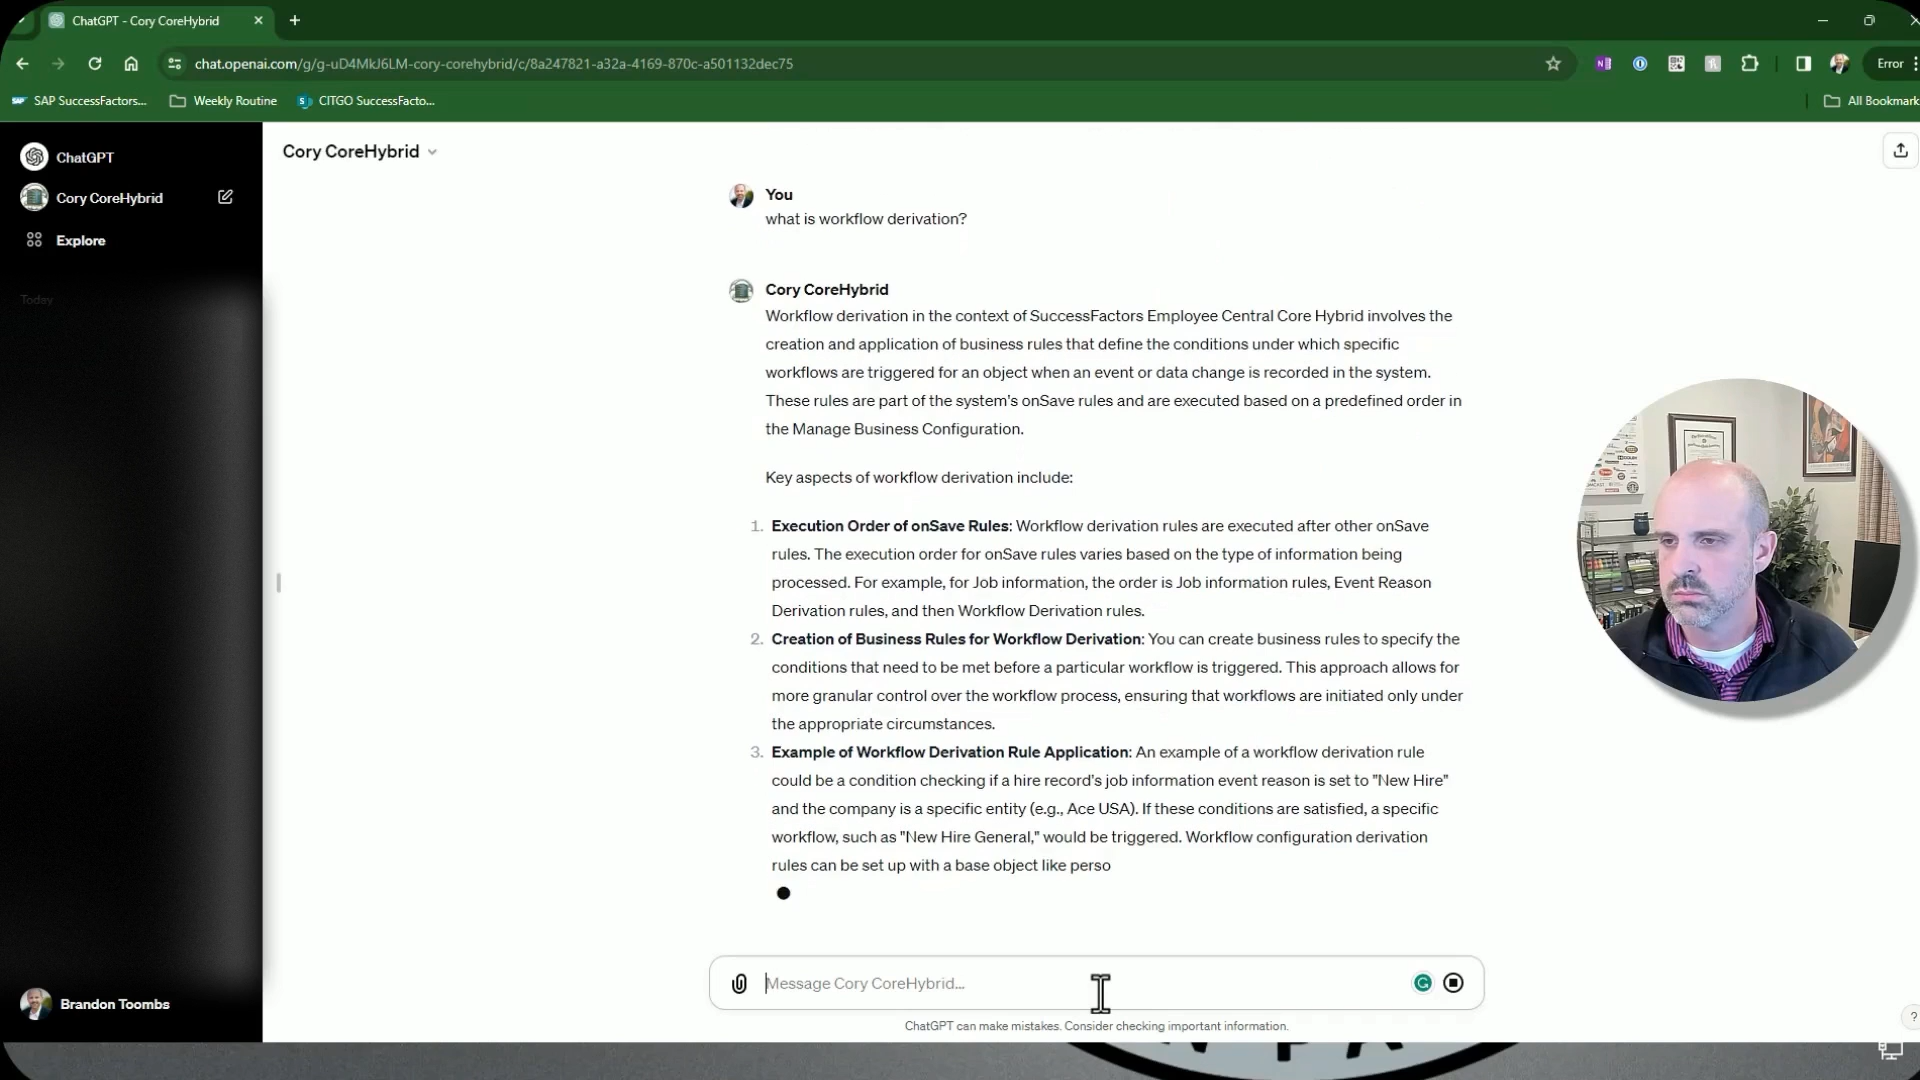 ChatGPT - Cory CoreHybrid
chat.openai.com/g/g-uD4MkJ6LM-cory-corehybrid/c/8a247821-a32a-4169-870c-a501132dec75
Error
SAP SuccessFactors...
Weekly Routine
CITGO SuccessFacto...
All Bookmark
ChatGPT
Cory CoreHybrid
Explore
Today
Brandon Toombs
Cory CoreHybrid
You
what is workflow derivation?
Cory CoreHybrid
Workflow derivation in the context of SuccessFactors Employee Central Core Hybrid involves the
creation and application of business rules that define the conditions under which specific
workflows are triggered for an object when an event or data change is recorded in the system.
These rules are part of the system's onSave rules and are executed based on a predefined order in
the Manage Business Configuration.
Key aspects of workflow derivation include:
1. Execution Order of onSave Rules: Workflow derivation rules are executed after other onSave
rules. The execution order for onSave rules varies based on the type of information being
processed. For example, for Job information, the order is Job information rules, Event Reason
Derivation rules, and then Workflow Derivation rules.
2. Creation of Business Rules for Workflow Derivation: You can create business rules to specify the
conditions that need to be met before a particular workflow is triggered. This approach allows for
more granular control over the workflow process, ensuring that workflows are initiated only under
the appropriate circumstances.
3. Example of Workflow Derivation Rule Application: An example of a workflow derivation rule
could be a condition checking if a hire record's job information event reason is set to "New Hire"
and the company is a specific entity (e.g., Ace USA). If these conditions are satisfied, a specific
workflow, such as "New Hire General," would be triggered. Workflow configuration derivation
rules can be set up with a base object like perso
Message Cory CoreHybrid...
ChatGPT can make mistakes. Consider checking important information.
?